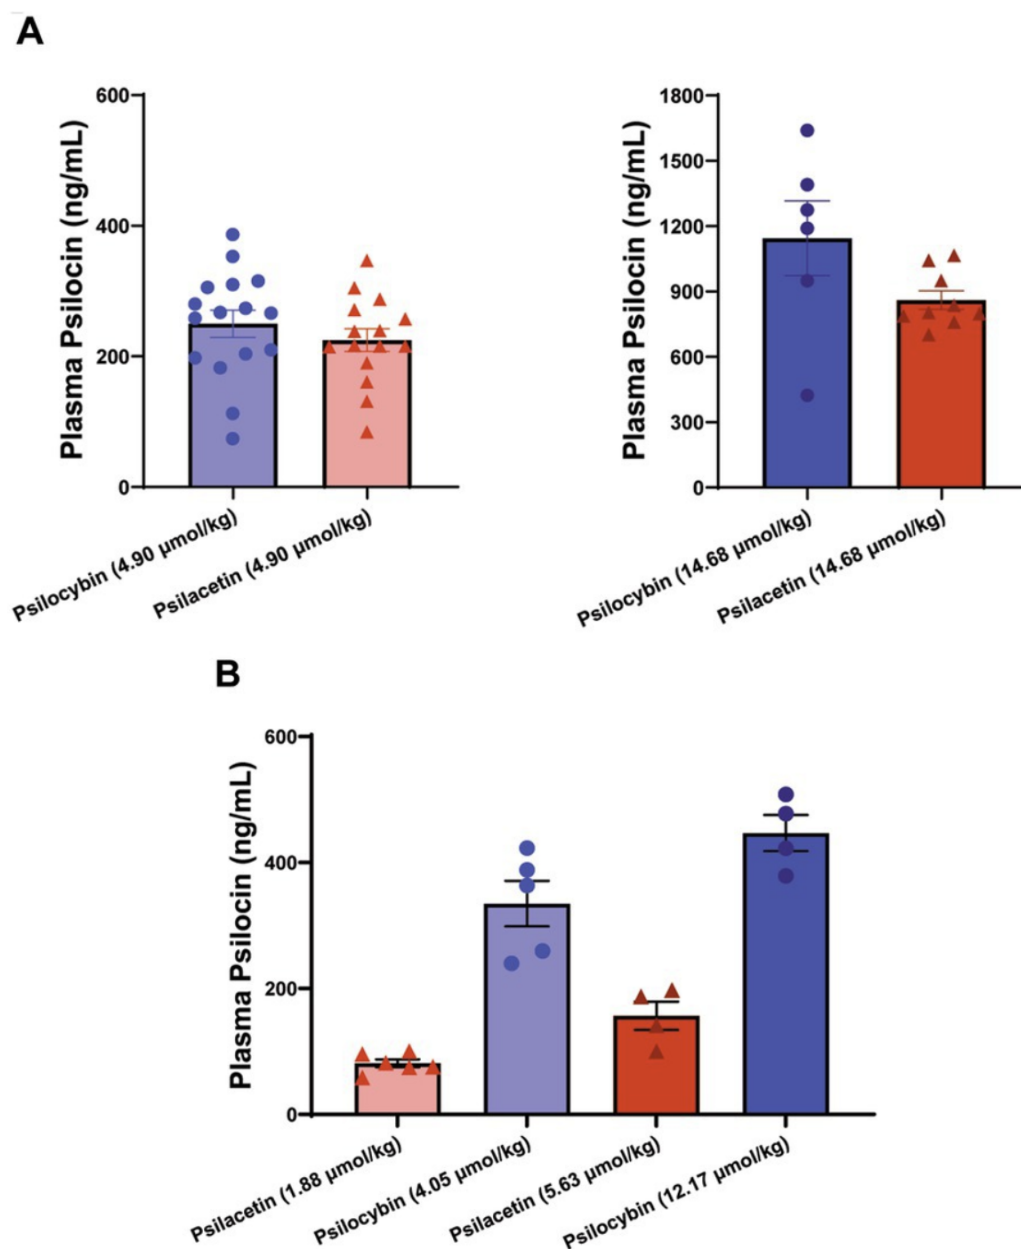 A
Plasma Psilocin (ng/mL)
600
400
200
0
Psilocybin (4.90 µmol/kg)
Psilacetin (4.90 µmol/kg)
Plasma Psilocin (ng/mL)
1800
1500
1200
900
600
300
0
Psilocybin (14.68 µmol/kg)
Psilacetin (14.68 µmol/kg)
B
Plasma Psilocin (ng/mL)
600
400
200
0
Psilacetin (1.88 µmol/kg)
Psilocybin (4.05 µmol/kg)
Psilacetin (5.63 µmol/kg)
Psilocybin (12.17 µmol/kg)